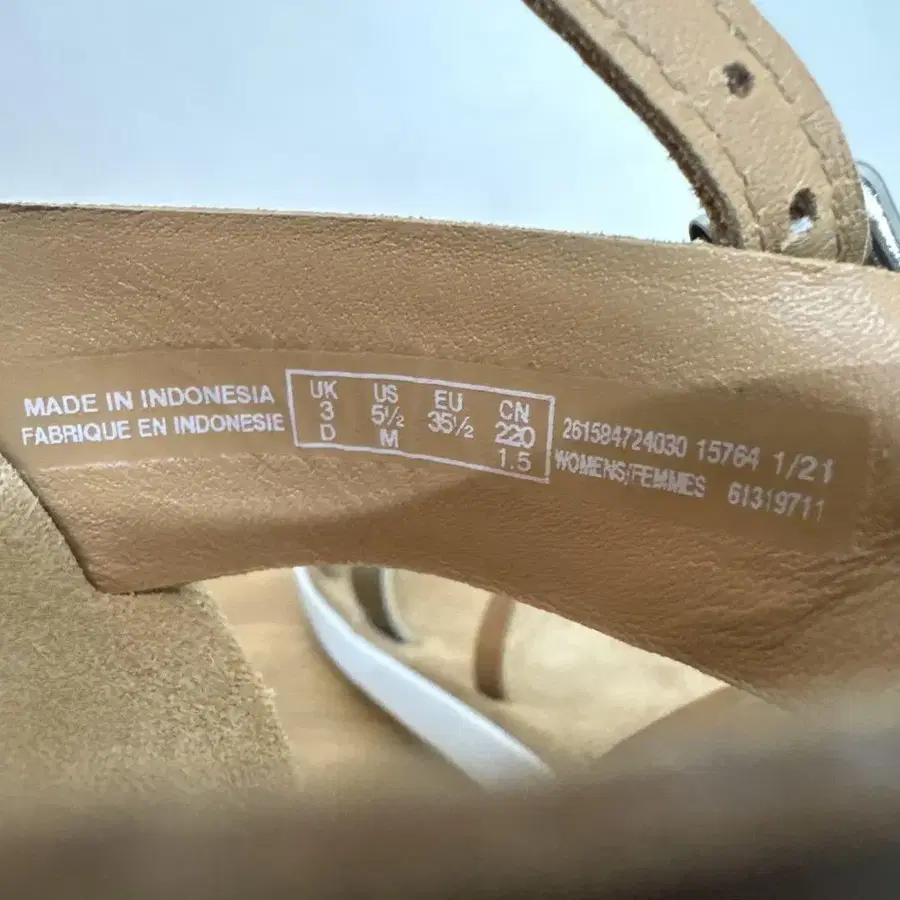 MADE IN INDONESIA
FABRIQUE EN INDONESIE
UK
3
D
US
5½
M
EU
35½
CN
220
1.5
261584724030 15764 1/21
WOMENS/FEMMES 61319711